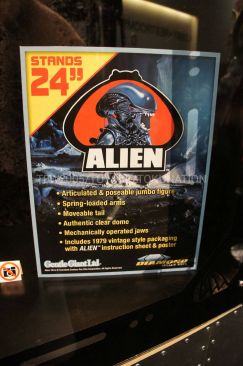 STANDS
24”
ALIEN
• Articulated & poseable jumbo figure
• Spring-loaded arms
• Moveable tail
• Authentic clear dome
• Mechanically operated jaws
• Includes 1979 vintage style packaging
with ALIEN instruction sheet & poster
Gentle Giant Ltd.
DIAMOND